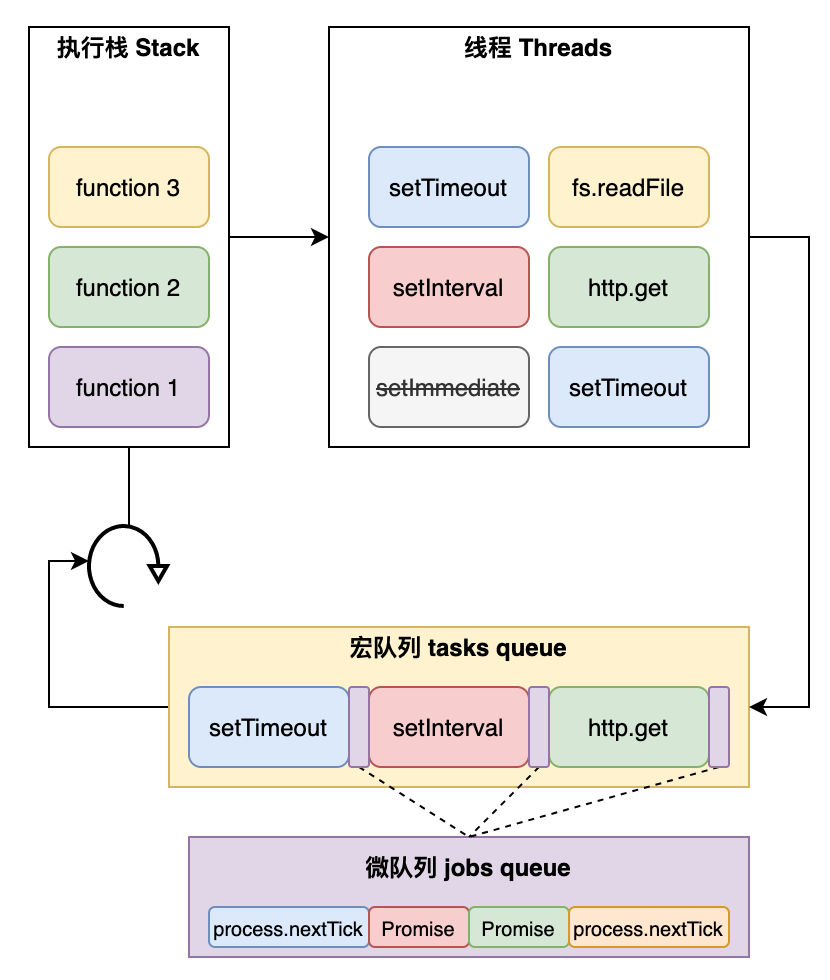 执行栈 Stack
function 3
function 2
function 1
线程 Threads
setTimeout
fs.readFile
setInterval
http.get
setImmediate
setTimeout
宏队列 tasks queue
setTimeout
setInterval
http.get
微队列 jobs queue
process.nextTick
Promise
Promise
process.nextTick